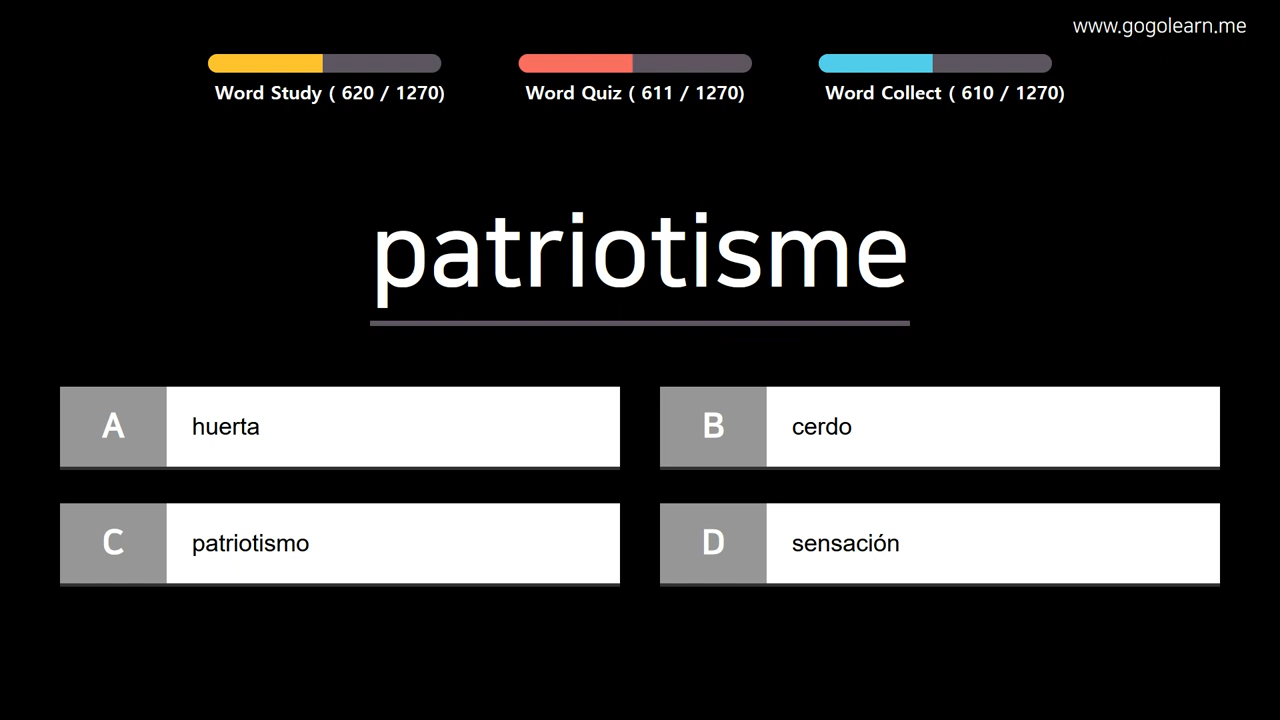 www.gogolearn.me
Word Study ( 620 / 1270)
Word Quiz ( 611 / 1270)
Word Collect ( 610 / 1270)
patriotisme
A huerta
B cerdo
C patriotismo
D sensación